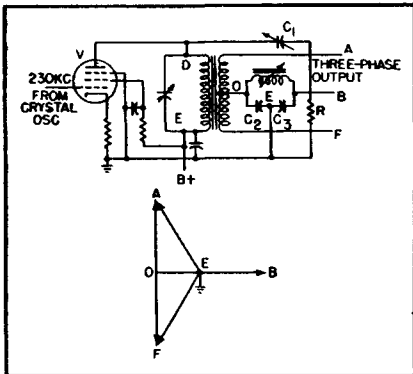 V
D
C1
A
THREE-PHASE
OUTPUT
230KC
FROM
CRYSTAL
OSC
O
E
B
R
E
C2
C3
F
B+
A
O
E
B
F